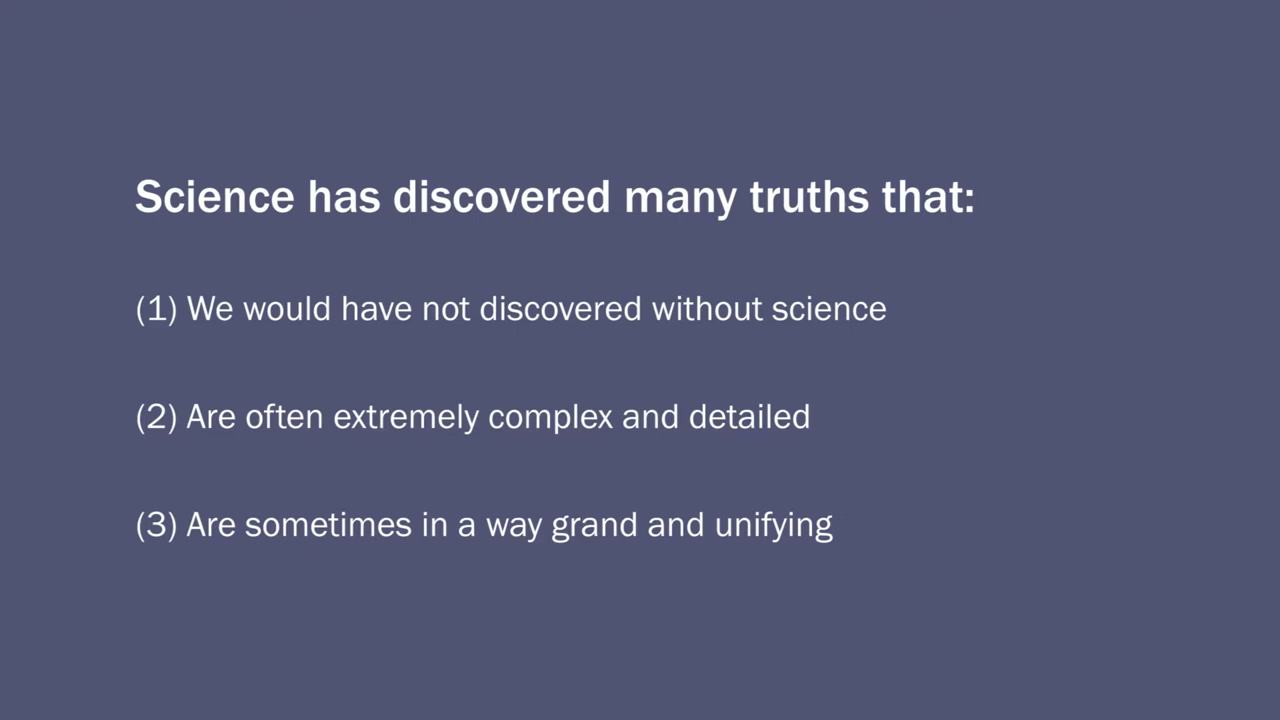 Science has discovered many truths that:
(1) We would have not discovered without science
(2) Are often extremely complex and detailed
(3) Are sometimes in a way grand and unifying